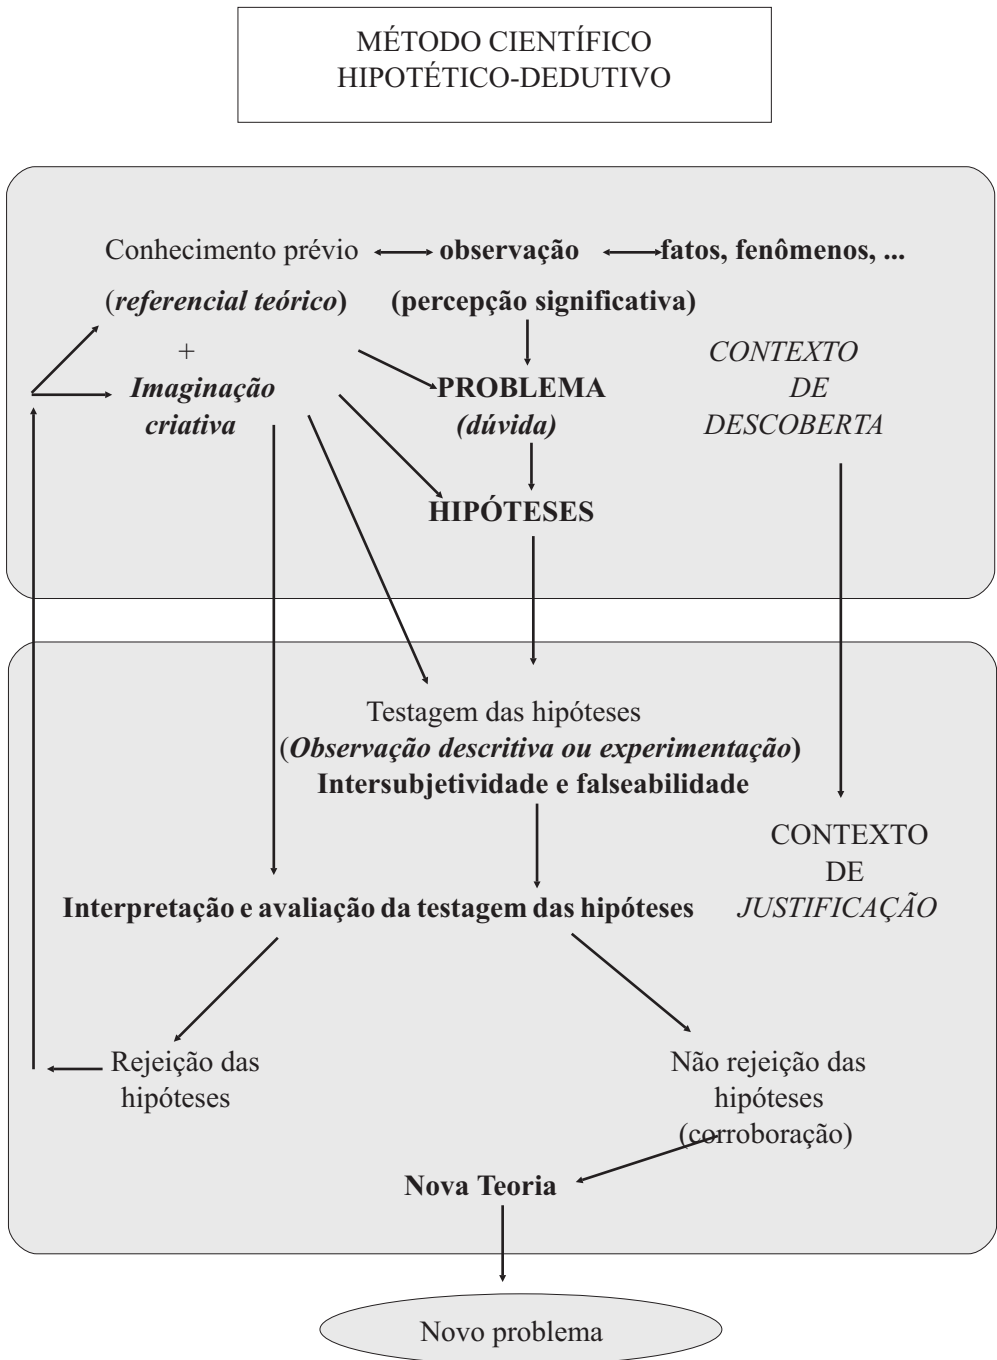 MÉTODO CIENTÍFICO
HIPOTÉTICO-DEDUTIVO
Conhecimento prévio observação fatos, fenômenos, ...
(referencial teórico) (percepção significativa)
+
Imaginação
criativa
PROBLEMA
(dúvida)
CONTEXTO
DE
DESCOBERTA
HIPÓTESES
Testagem das hipóteses
(Observação descritiva ou experimentação)
Intersubjetividade e falseabilidade
CONTEXTO
DE
JUSTIFICAÇÃO
Interpretação e avaliação da testagem das hipóteses
Rejeição das
hipóteses
Não rejeição das
hipóteses
(corroboração)
Nova Teoria
Novo problema